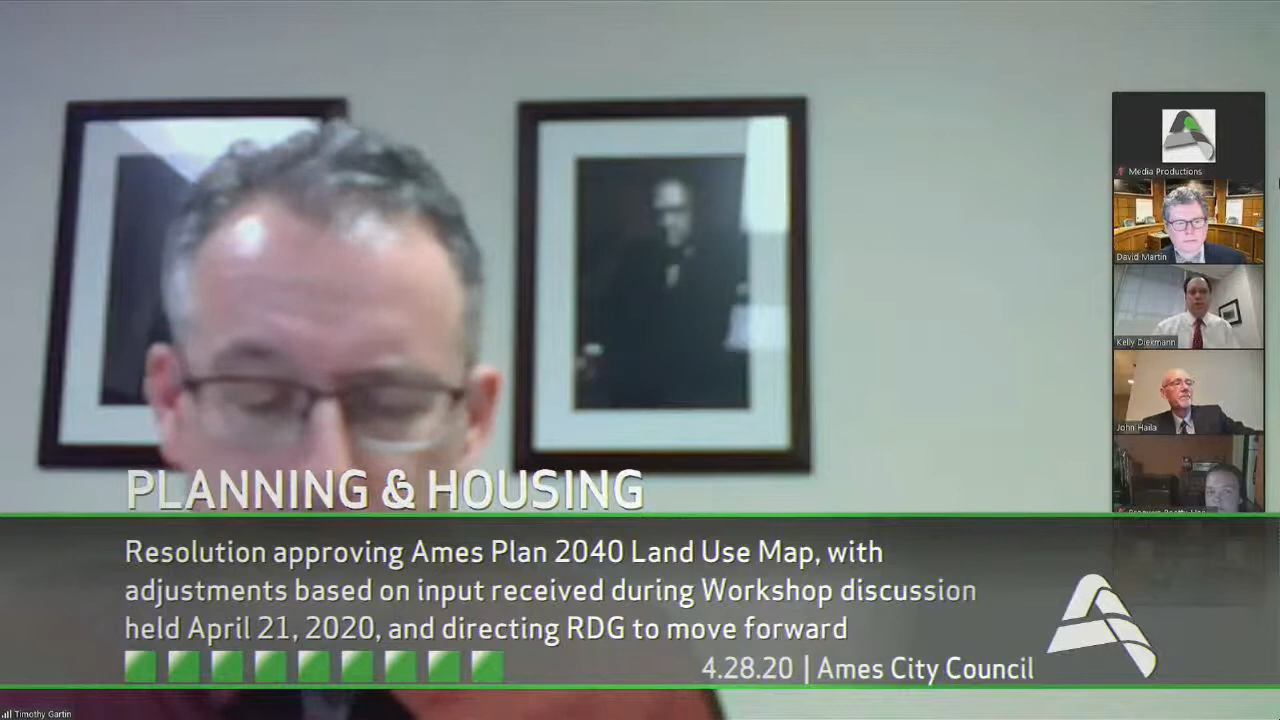 Media Productions
David Martin
Kelly Diekmann
John Haila
PLANNING & HOUSING
Resolution approving Ames Plan 2040 Land Use Map, with
adjustments based on input received during Workshop discussion
held April 21, 2020, and directing RDG to move forward
4.28.20 | Ames City Council
Timothy Gartin